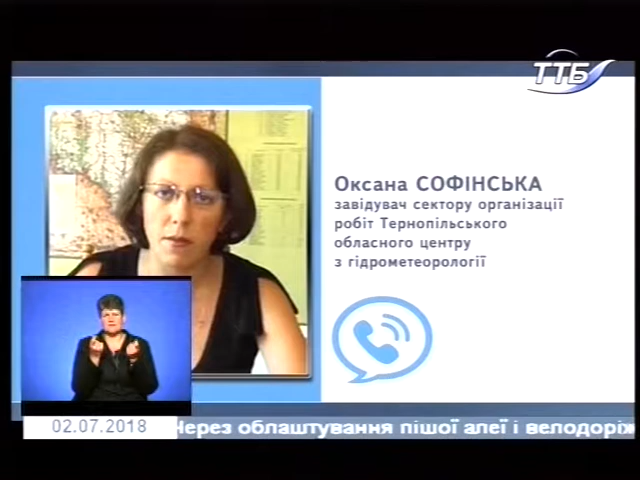 ТТБ
Оксана СОФІНСЬКА
завідувач сектору організації
робіт Тернопільського
обласного центру
з гідрометеорології
02.07.2018
Через облаштування пішої алеї і велодоріж